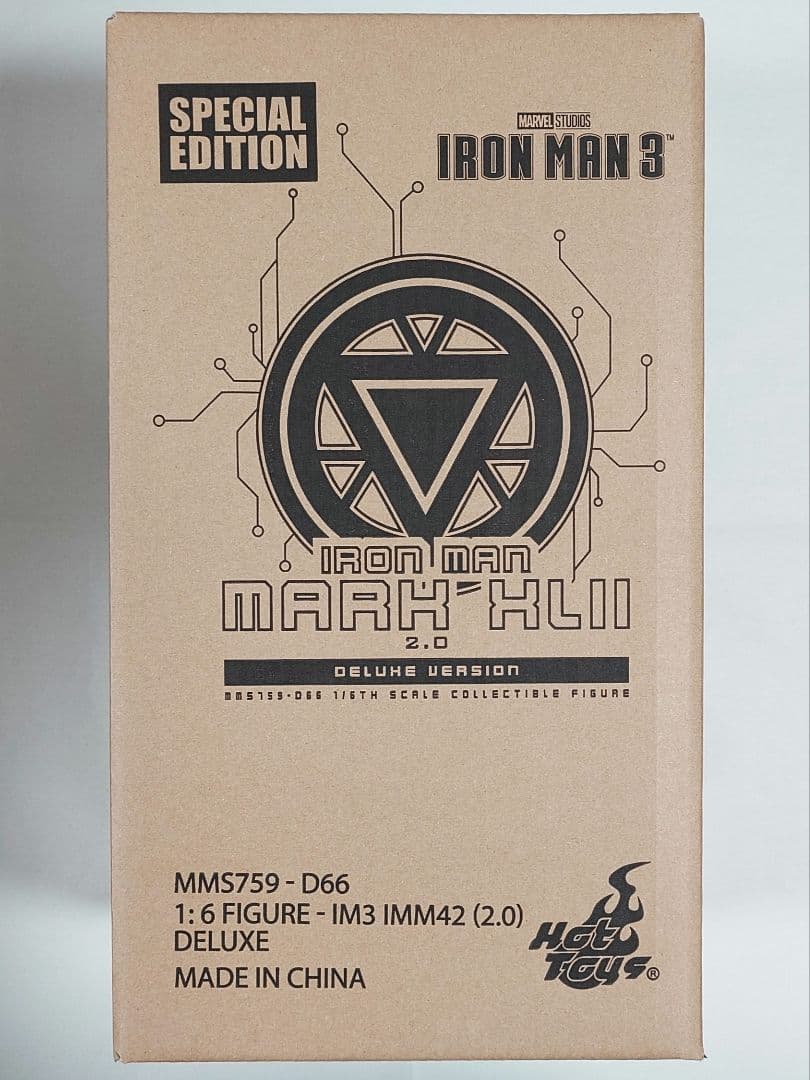 SPECIAL
EDITION
MARVEL STUDIOS
IRON MAN 3™
IRON MAN
MARK XLII
2.0
DELUXE VERSION
MMS759-D66 1/6TH SCALE COLLECTIBLE FIGURE
MMS759 - D66
1: 6 FIGURE - IM3 IMM42 (2.0)
DELUXE
MADE IN CHINA
Hot
Toys®